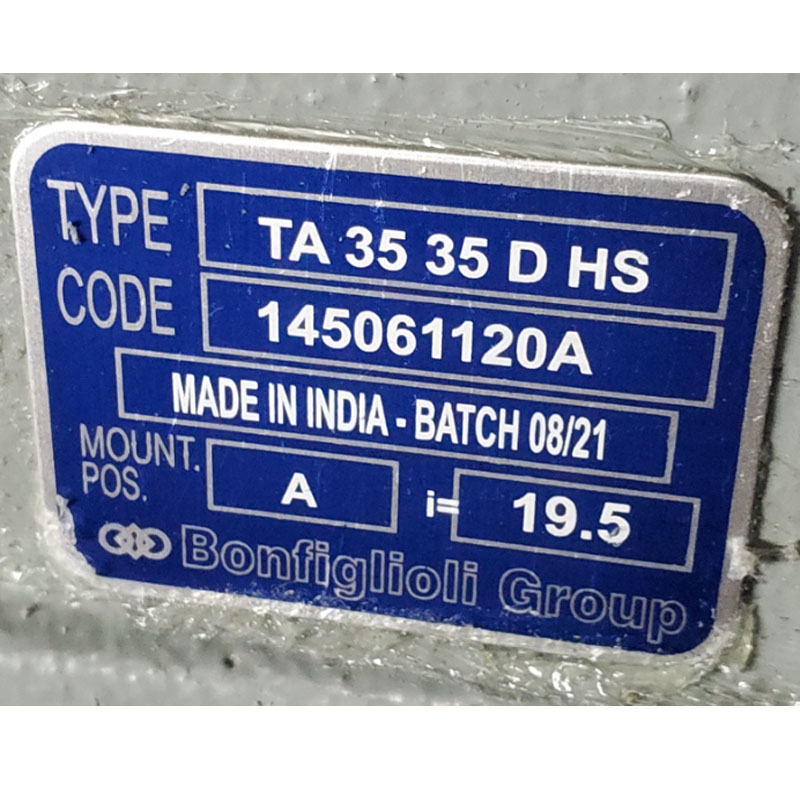 TYPE TA 35 35 D HS
CODE 145061120A
MADE IN INDIA - BATCH 08/21
MOUNT. POS. A i= 19.5
Bonfiglioli Group